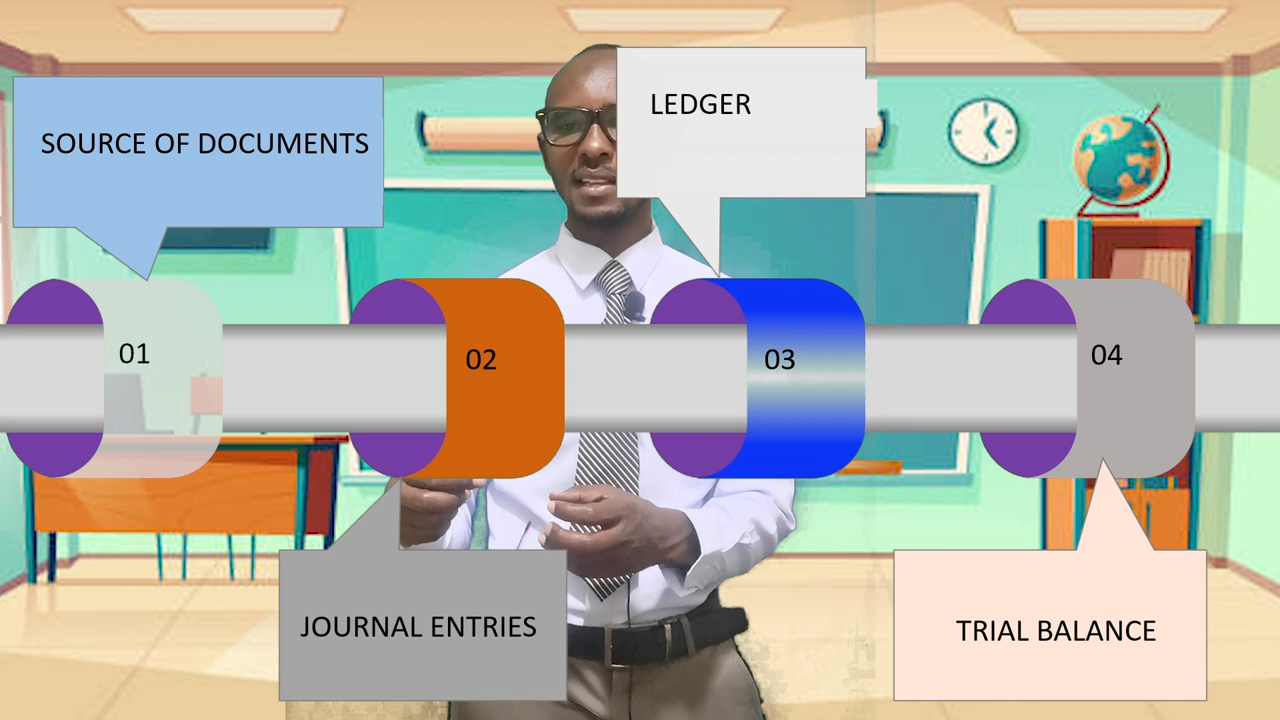 SOURCE OF DOCUMENTS
LEDGER
01
02
03
04
JOURNAL ENTRIES
TRIAL BALANCE